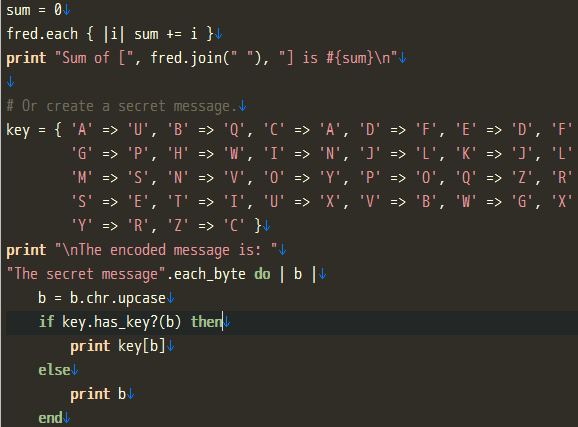 sum = 0↓
fred.each { |i| sum += i }↓
print "Sum of [", fred.join(" "), "] is #{sum}\n"↓
↓
# Or create a secret message.↓
key = { 'A' => 'U', 'B' => 'Q', 'C' => 'A', 'D' => 'F', 'E' => 'D', 'F'
'G' => 'P', 'H' => 'W', 'I' => 'N', 'J' => 'L', 'K' => 'J', 'L'
'M' => 'S', 'N' => 'V', 'O' => 'Y', 'P' => 'O', 'Q' => 'Z', 'R'
'S' => 'E', 'T' => 'I', 'U' => 'X', 'V' => 'B', 'W' => 'G', 'X'
'Y' => 'R', 'Z' => 'C' }↓
print "\nThe encoded message is: "↓
"The secret message".each_byte do | b |↓
b = b.chr.upcase↓
if key.has_key?(b) then↓
print key[b]↓
else↓
print b↓
end↓